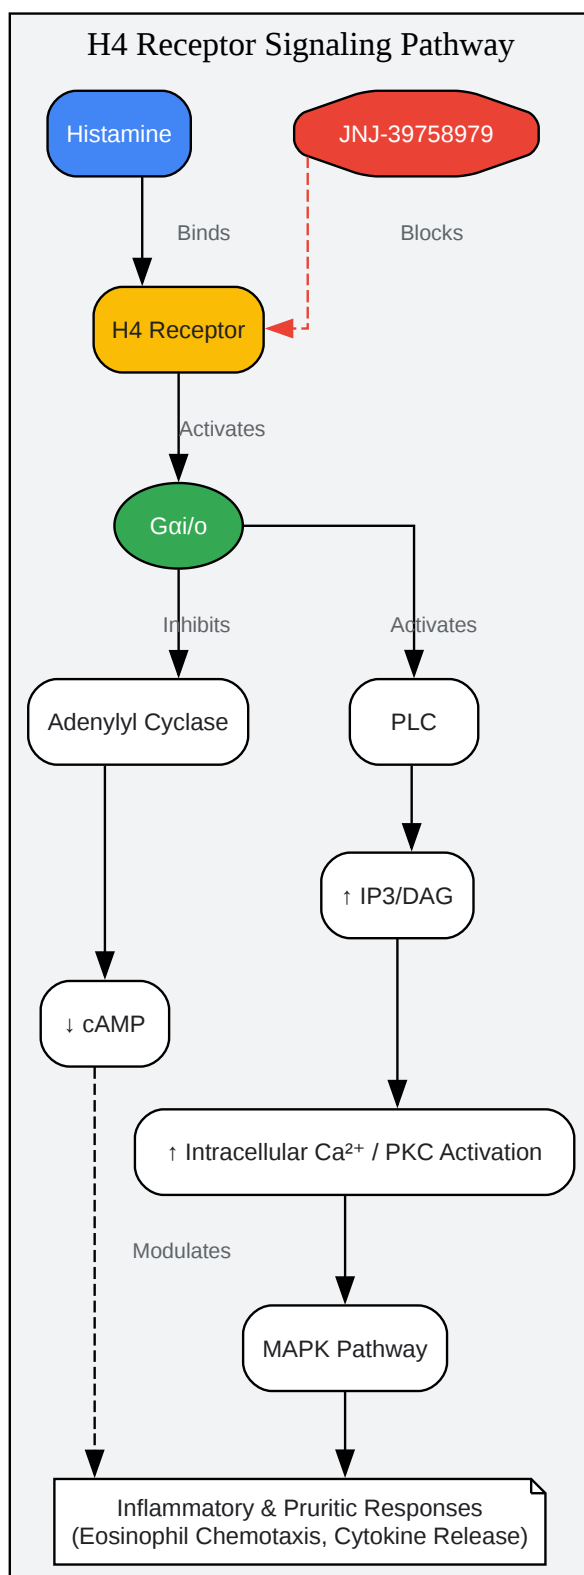 H4 Receptor Signaling Pathway
Histamine
JNJ-39758979
Binds
Blocks
H4 Receptor
Activates
Gαi/o
Inhibits
Activates
Adenylyl Cyclase
PLC
↑ IP3/DAG
↓ cAMP
↑ Intracellular Ca²⁺ / PKC Activation
Modulates
MAPK Pathway
Inflammatory & Pruritic Responses
(Eosinophil Chemotaxis, Cytokine Release)